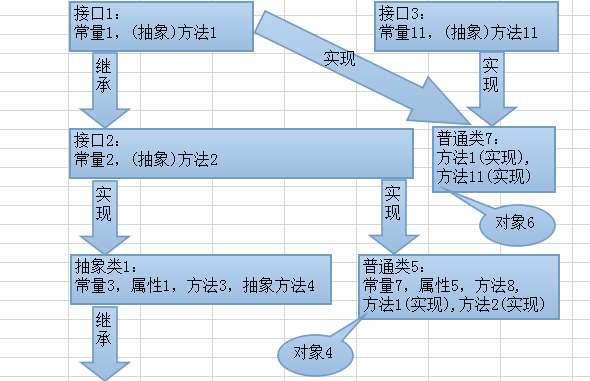 接口1:
常量1, (抽象)方法1
接口3:
常量11, (抽象)方法11
继
承
实现
实
现
接口2:
常量2, (抽象)方法2
普通类7:
方法1(实现),
方法11(实现)
实
现
实
现
对象6
抽象类1:
常量3, 属性1, 方法3, 抽象方法4
普通类5:
常量7, 属性5, 方法8,
方法1(实现),方法2(实现)
继
承
对象4